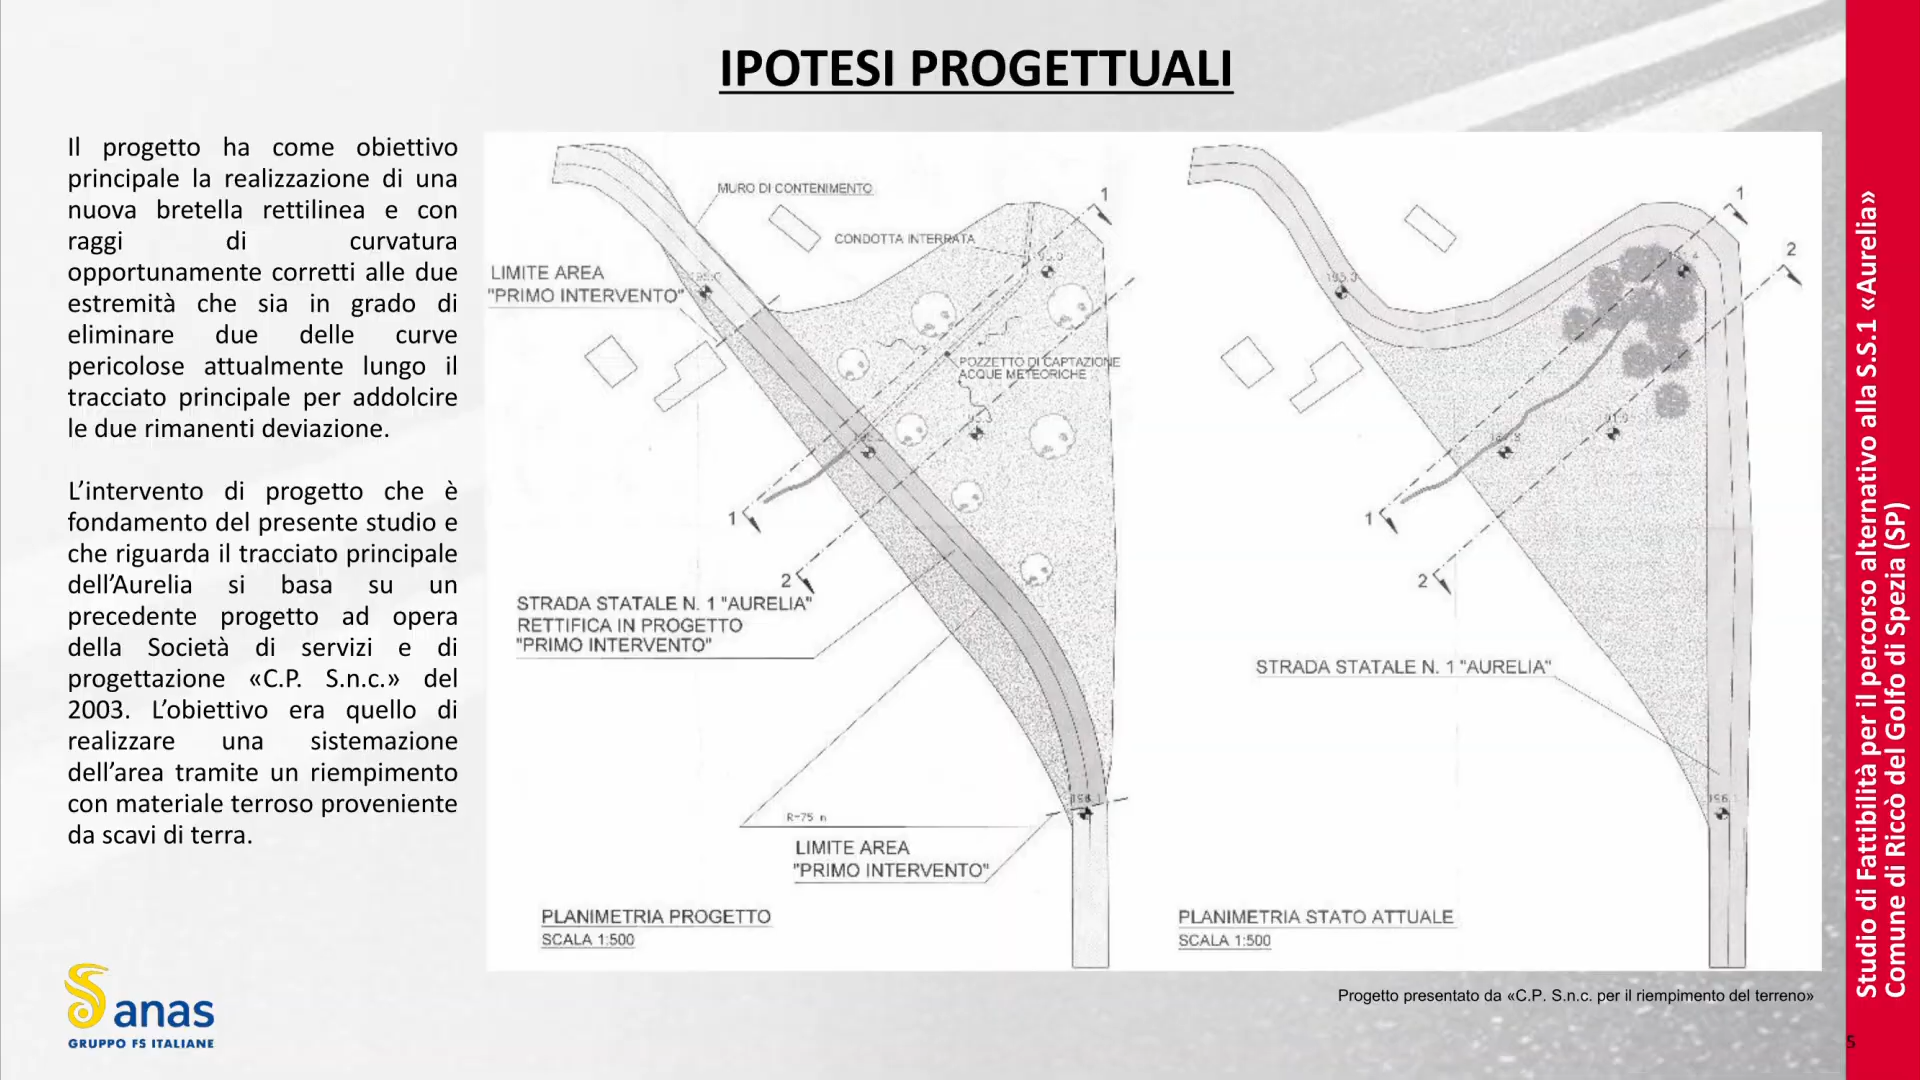 IPOTESI PROGETTUALI
Il progetto ha come obiettivo
principale la realizzazione di una
nuova bretella rettilinea e con
raggi di curvatura
opportunamente corretti alle due
estremità che sia in grado di
eliminare due delle curve
pericolose attualmente lungo il
tracciato principale per addolcire
le due rimanenti deviazione.
L'intervento di progetto che è
fondamento del presente studio e
che riguarda il tracciato principale
dell'Aurelia si basa su un
precedente progetto ad opera
della Società di servizi e di
progettazione «C.P. S.n.c.» del
2003. L'obiettivo era quello di
realizzare una sistemazione
dell'area tramite un riempimento
con materiale terroso proveniente
da scavi di terra.
MURO DI CONTENIMENTO
CONDOTTA INTERRATA
1
LIMITE AREA
"PRIMO INTERVENTO"
POZZETTO DI CAPTAZIONE
ACQUE METEORICHE
1
2
STRADA STATALE N. 1 "AURELIA"
RETTIFICA IN PROGETTO
"PRIMO INTERVENTO"
196.1
R=75 m
LIMITE AREA
"PRIMO INTERVENTO"
PLANIMETRIA PROGETTO
SCALA 1:500
1
2
195.3
1
2
STRADA STATALE N. 1 "AURELIA"
196.1
PLANIMETRIA STATO ATTUALE
SCALA 1:500
Progetto presentato da «C.P. S.n.c. per il riempimento del terreno»
anas
GRUPPO FS ITALIANE
Studio di Fattibilità per il percorso alternativo alla S.S.1 «Aurelia»
Comune di Riccò del Golfo di Spezia (SP)
5